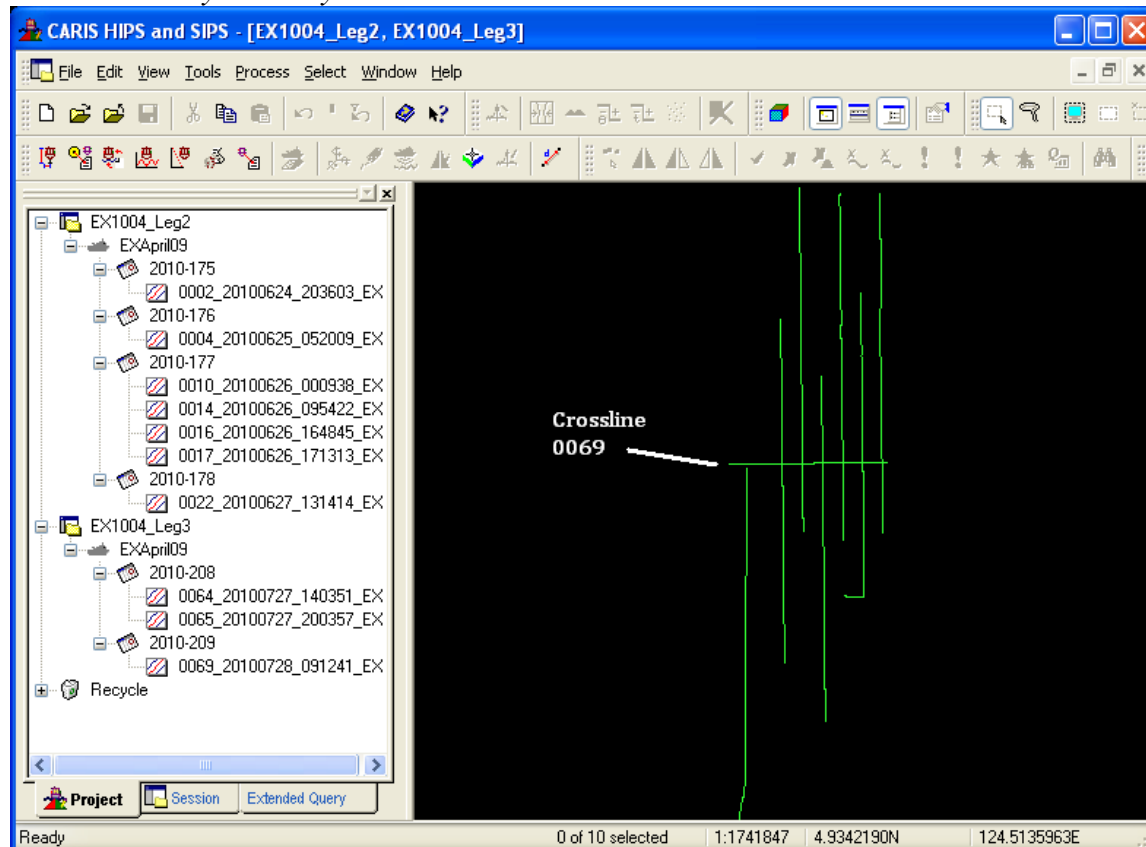 CARIS HIPS and SIPS - [EX1004_Leg2, EX1004_Leg3]
File Edit View Tools Process Select Window Help
EX1004_Leg2
EXApril09
2010-175
0002_20100624_203603_EX
2010-176
0004_20100625_052009_EX
2010-177
0010_20100626_000938_EX
0014_20100626_095422_EX
0016_20100626_164845_EX
0017_20100626_171313_EX
2010-178
0022_20100627_131414_EX
EX1004_Leg3
EXApril09
2010-208
0064_20100727_140351_EX
0065_20100727_200357_EX
2010-209
0069_20100728_091241_EX
Recycle
Project Session Extended Query
Crossline
0069
Ready 0 of 10 selected 1:1741847 4.9342190N 124.5135963E